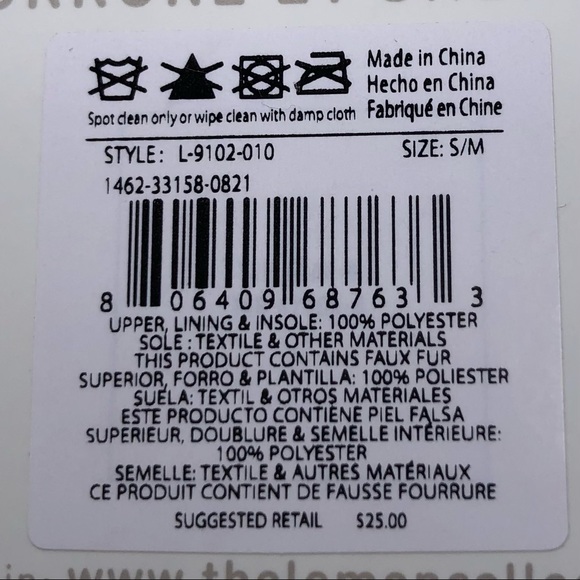 Made in China
Hecho en China
Fabriqué en Chine
Spot clean only or wipe clean with damp cloth
STYLE: L-9102-010 SIZE: S/M
1462-33158-0821
8 06409 68763 3
UPPER, LINING & INSOLE: 100% POLYESTER
SOLE : TEXTILE & OTHER MATERIALS
THIS PRODUCT CONTAINS FAUX FUR
SUPERIOR, FORRO & PLANTILLA: 100% POLIESTER
SUELA: TEXTIL & OTROS MATERIALES
ESTE PRODUCTO CONTIENE PIEL FALSA
SUPERIEUR, DOUBLURE & SEMELLE INTÉRIEURE:
100% POLYESTER
SEMELLE: TEXTILE & AUTRES MATÉRIAUX
CE PRODUIT CONTIENT DE FAUSSE FOURRURE
SUGGESTED RETAIL $25.00